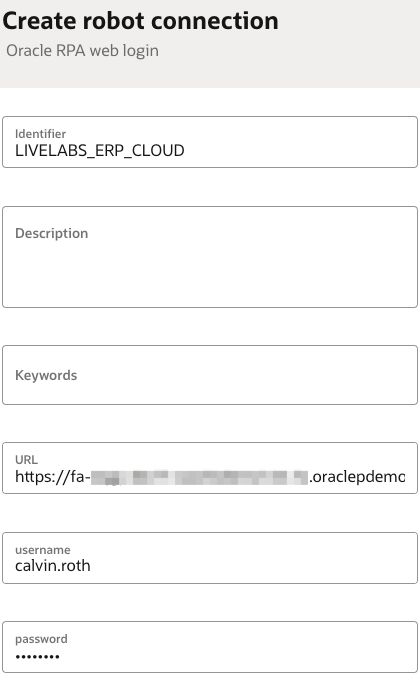 Create robot connection
Oracle RPA web login
Identifier
LIVELABS_ERP_CLOUD
Description
Keywords
URL
https://fa-
.oraclepdemo
username
calvin.roth
password
••••••••